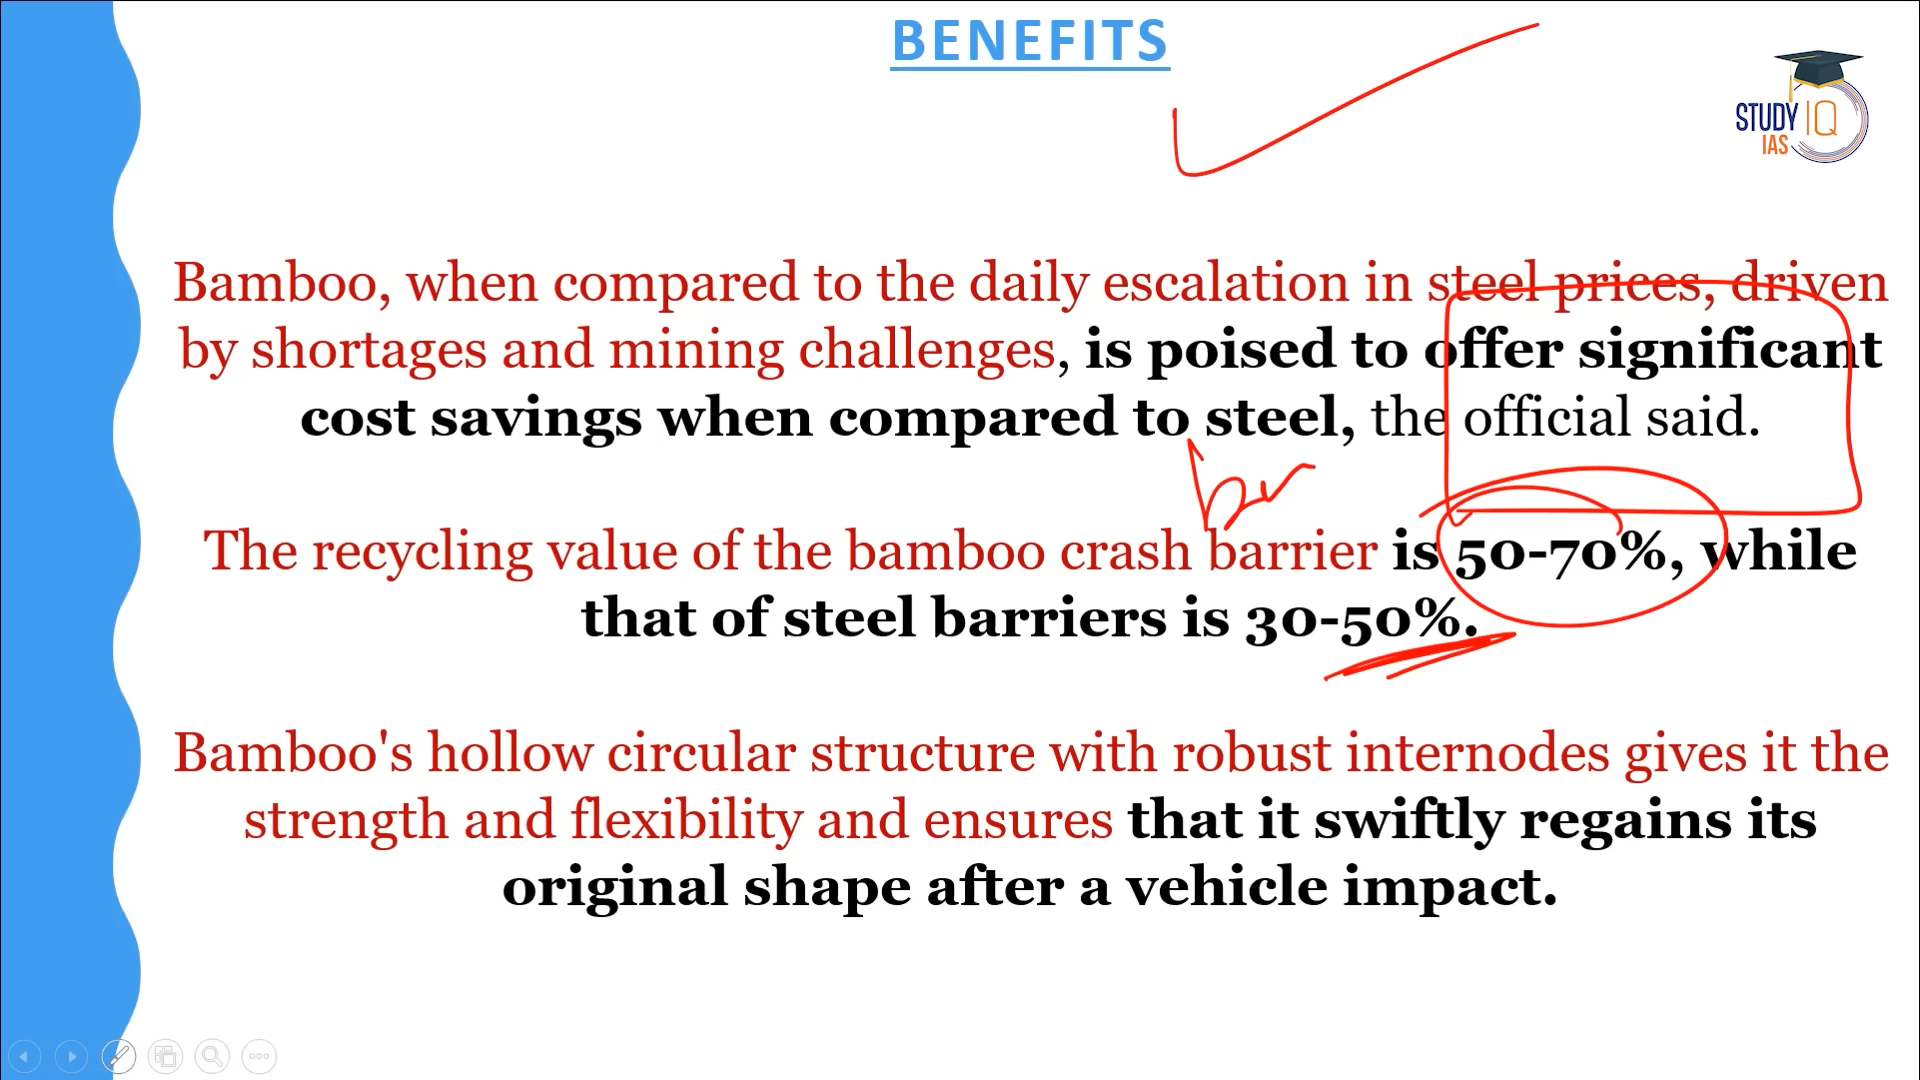 BENEFITS
STUDY IQ
IAS
Bamboo, when compared to the daily escalation in steel prices, driven
by shortages and mining challenges, is poised to offer significant
cost savings when compared to steel, the official said.
The recycling value of the bamboo crash barrier is 50-70%, while
that of steel barriers is 30-50%.
Bamboo's hollow circular structure with robust internodes gives it the
strength and flexibility and ensures that it swiftly regains its
original shape after a vehicle impact.